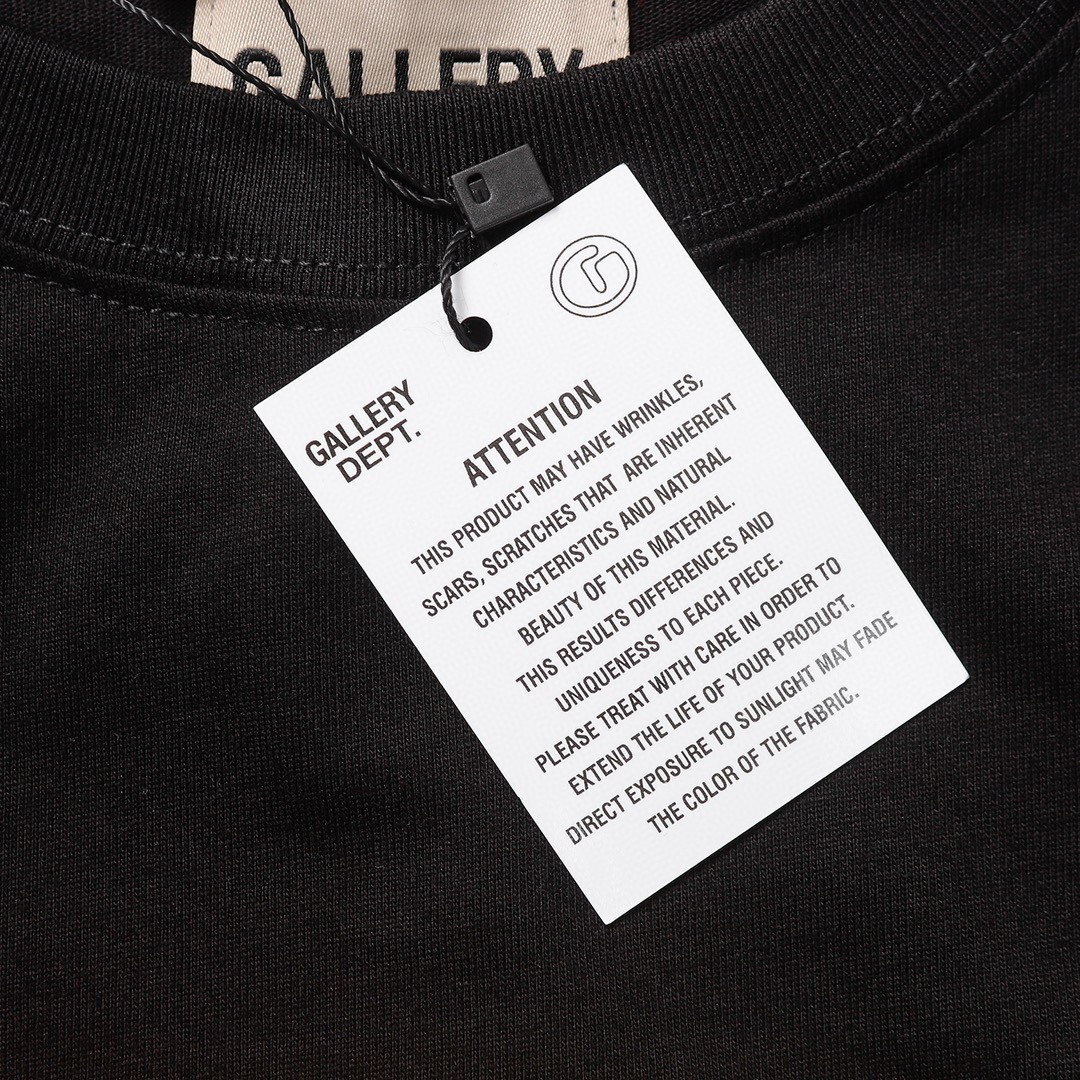 GALLERY
GALLERY
DEPT.
ATTENTION
THIS PRODUCT MAY HAVE WRINKLES,
SCARS, SCRATCHES THAT ARE INHERENT
CHARACTERISTICS AND NATURAL
BEAUTY OF THIS MATERIAL.
THIS RESULTS DIFFERENCES AND
UNIQUENESS TO EACH PIECE.
PLEASE TREAT WITH CARE IN ORDER TO
EXTEND THE LIFE OF YOUR PRODUCT.
DIRECT EXPOSURE TO SUNLIGHT MAY FADE
THE COLOR OF THE FABRIC.